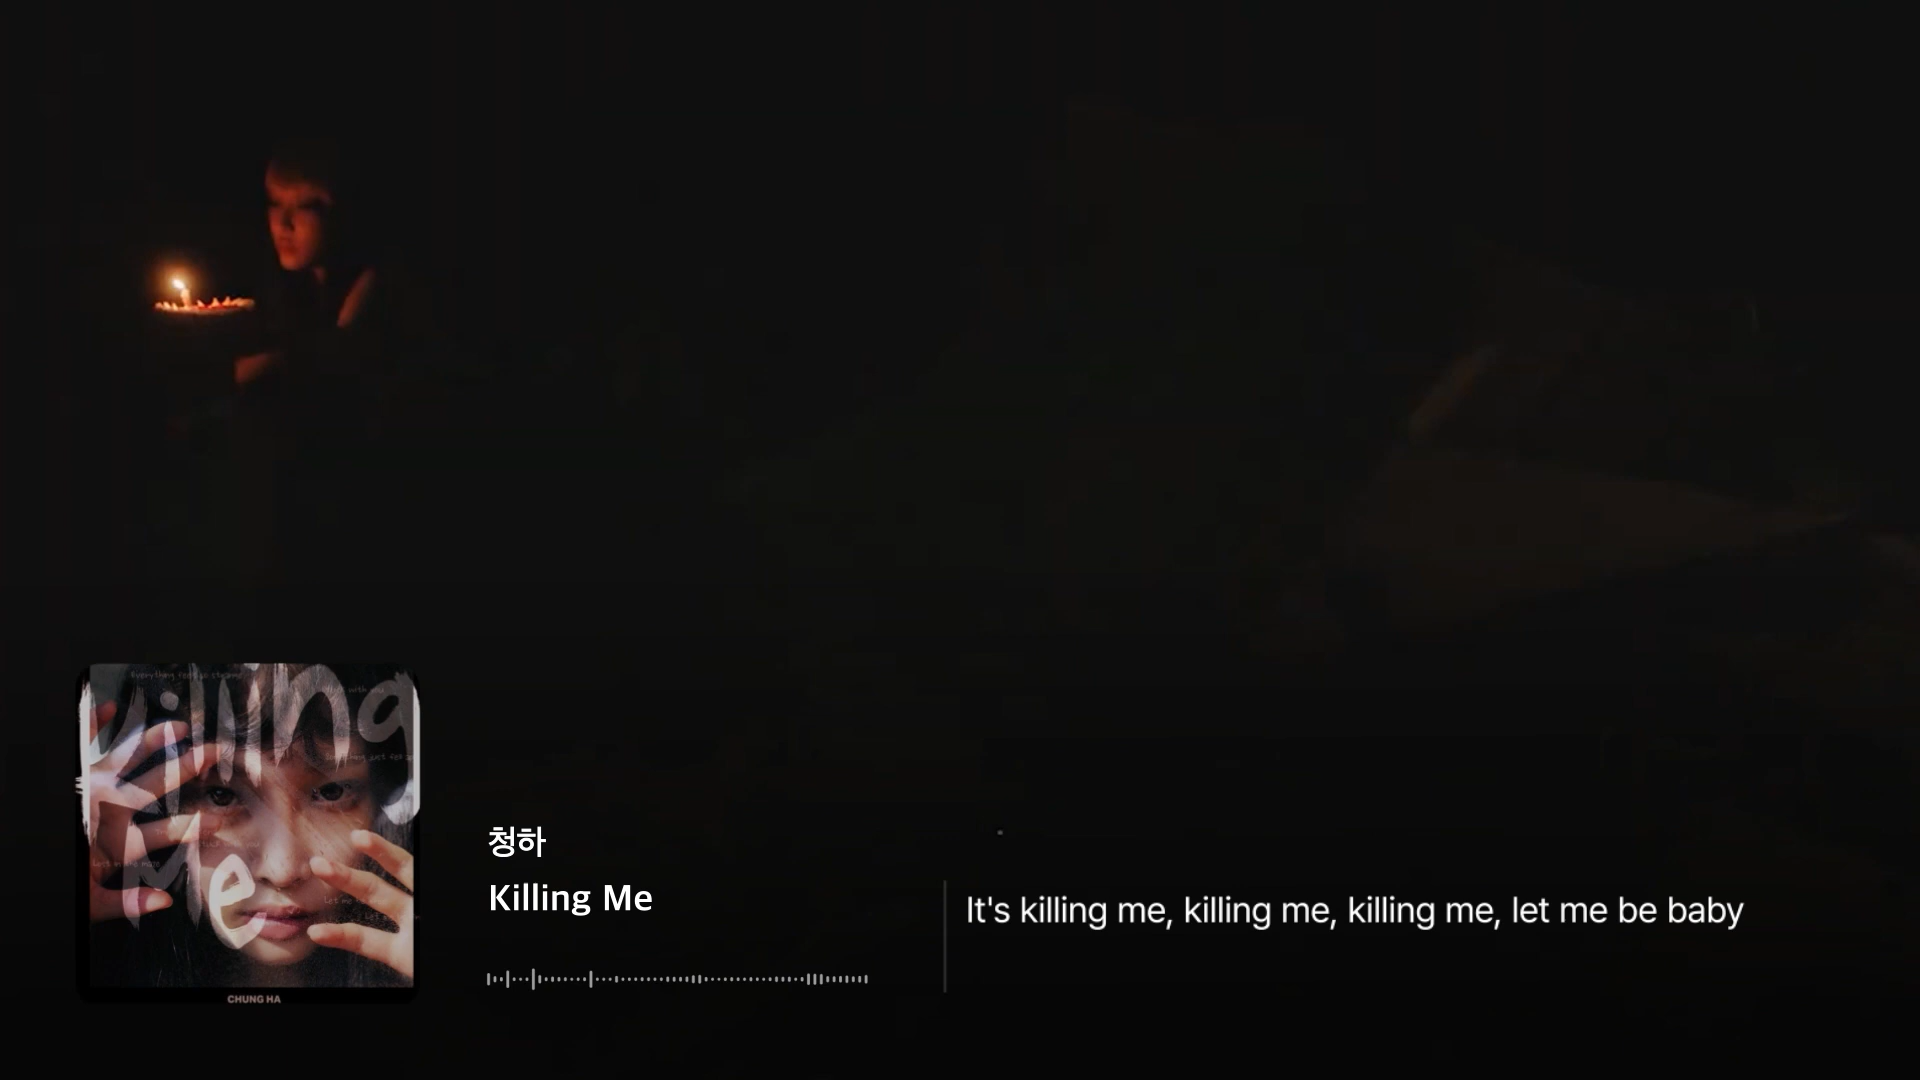 Killing
Me
CHUNG HA
청하
Killing Me
It's killing me, killing me, killing me, let me be baby